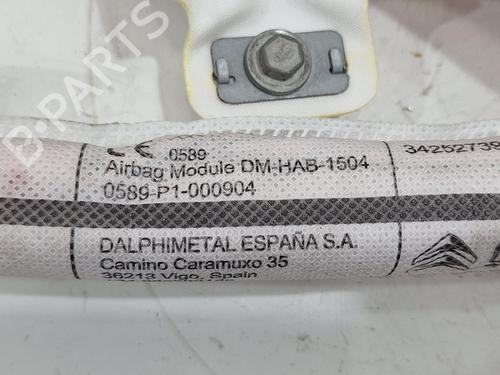 B-PARTS
CE 0589
Airbag Module DM-HAB-1504
0589-P1-000904
34252739
DALPHIMETAL ESPAÑA S.A.
Camino Caramuxo 35
36213 Vigo, Spain